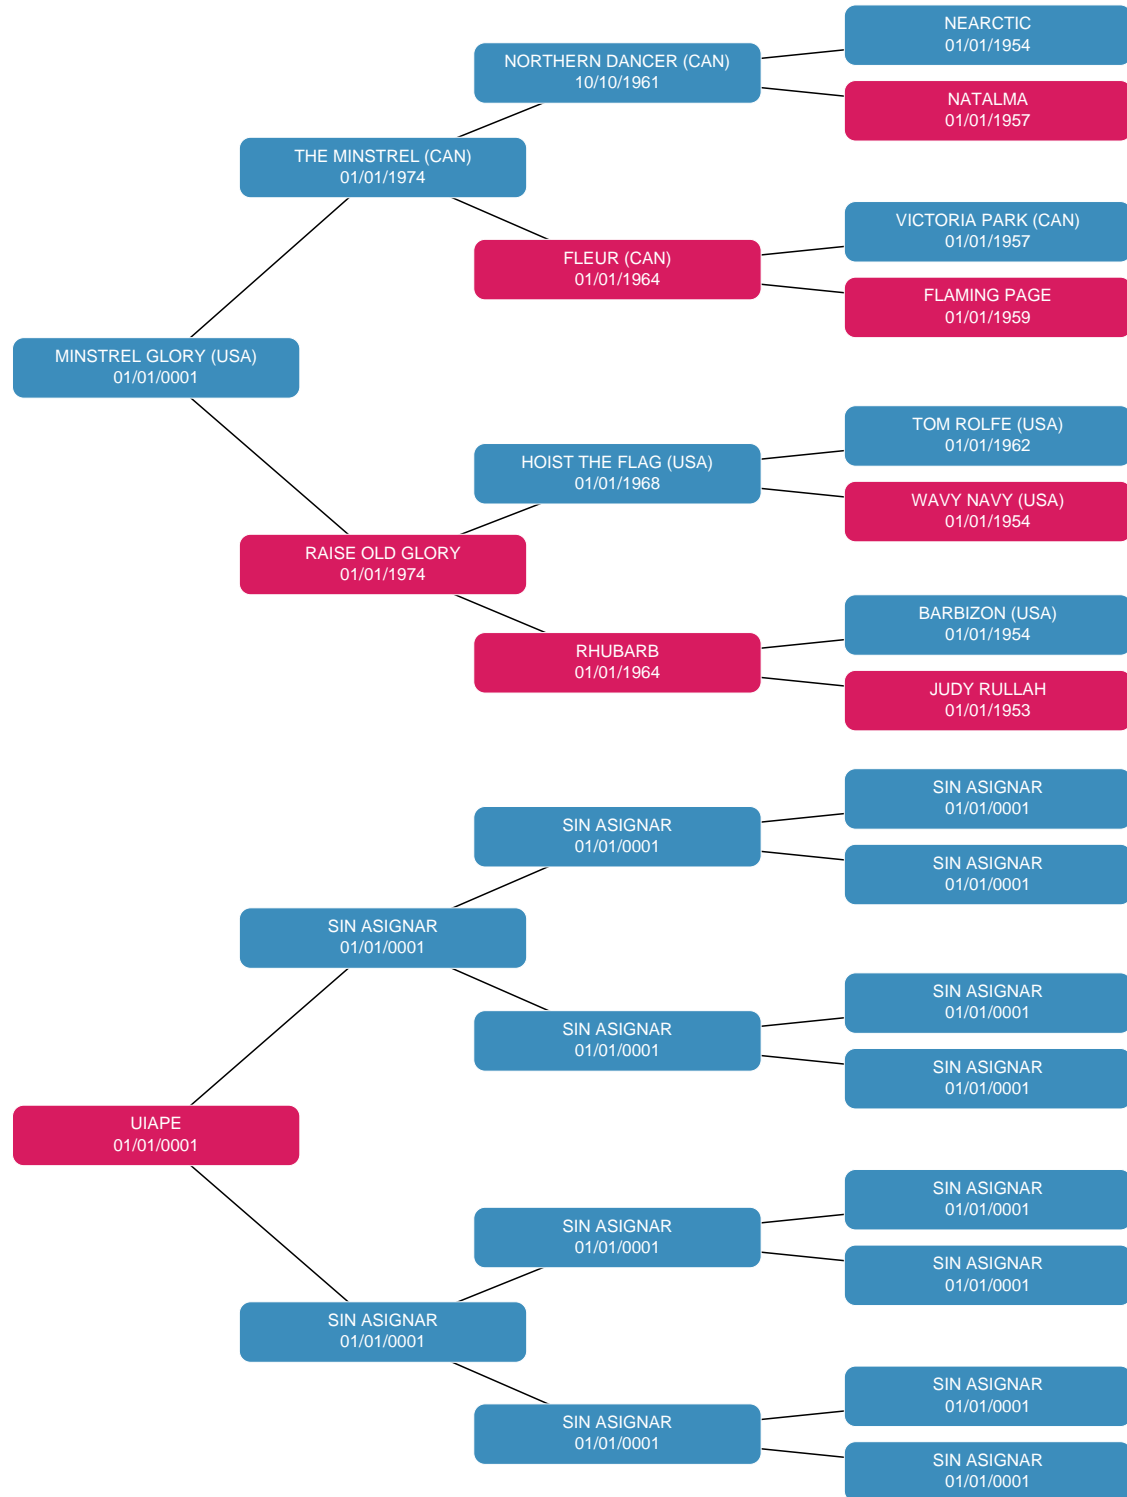 NEARCTIC
01/01/1954
NORTHERN DANCER (CAN)
10/10/1961
NATALMA
01/01/1957
THE MINSTREL (CAN)
01/01/1974
VICTORIA PARK (CAN)
01/01/1957
FLEUR (CAN)
01/01/1964
FLAMING PAGE
01/01/1959
MINSTREL GLORY (USA)
01/01/0001
TOM ROLFE (USA)
01/01/1962
HOIST THE FLAG (USA)
01/01/1968
WAVY NAVY (USA)
01/01/1954
RAISE OLD GLORY
01/01/1974
BARBIZON (USA)
01/01/1954
RHUBARB
01/01/1964
JUDY RULLAH
01/01/1953
SIN ASIGNAR
01/01/0001
SIN ASIGNAR
01/01/0001
SIN ASIGNAR
01/01/0001
SIN ASIGNAR
01/01/0001
SIN ASIGNAR
01/01/0001
SIN ASIGNAR
01/01/0001
SIN ASIGNAR
01/01/0001
UIAPE
01/01/0001
SIN ASIGNAR
01/01/0001
SIN ASIGNAR
01/01/0001
SIN ASIGNAR
01/01/0001
SIN ASIGNAR
01/01/0001
SIN ASIGNAR
01/01/0001
SIN ASIGNAR
01/01/0001
SIN ASIGNAR
01/01/0001